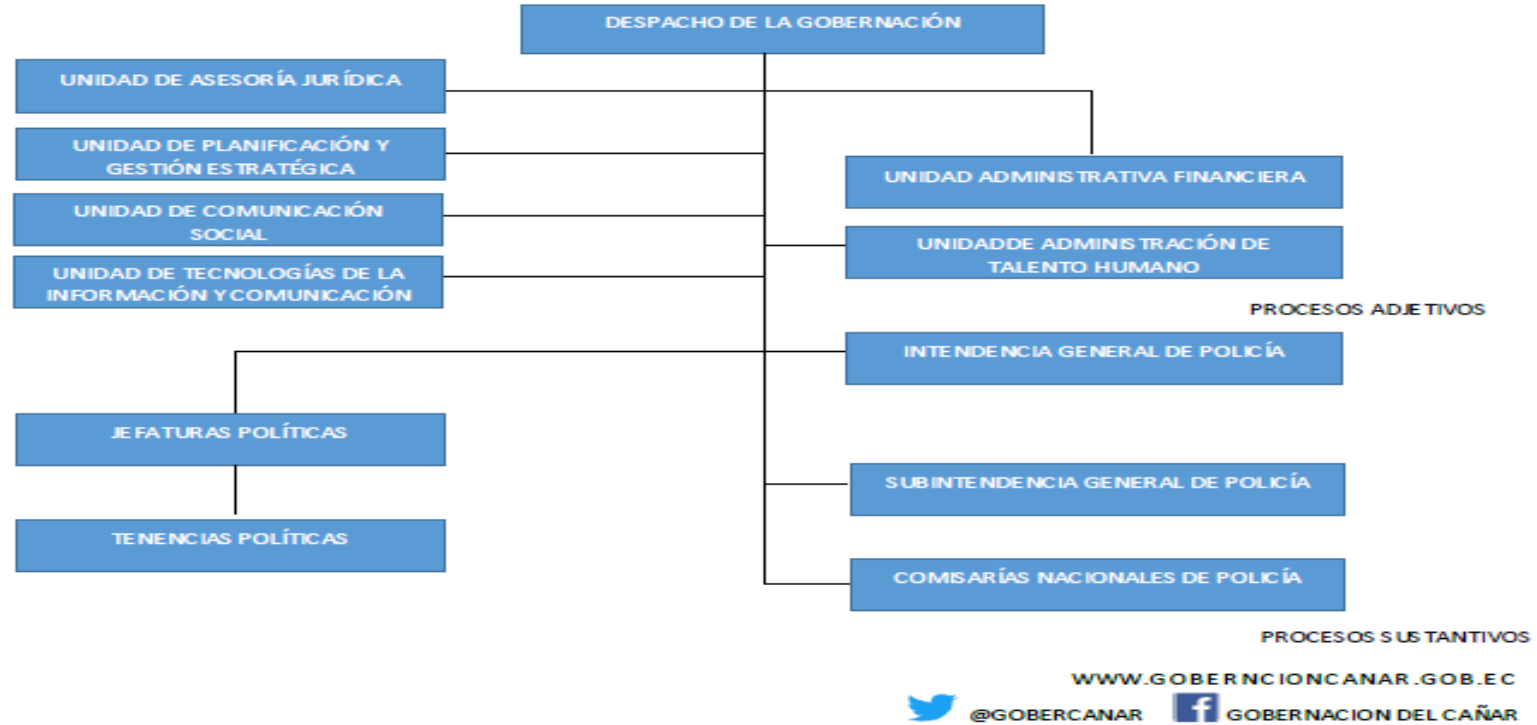 DESPACHO DE LA GOBERNACIÓN
UNIDAD DE ASESORÍA JURÍDICA
UNIDAD DE PLANIFICACIÓN Y
GESTIÓN ESTRATÉGICA
UNIDAD ADMINISTRATIVA FINANCIERA
UNIDAD DE COMUNICACIÓN
SOCIAL
UNIDADDE ADMINISTRACIÓN DE
TALENTO HUMANO
UNIDAD DE TECNOLOGÍAS DE LA
INFORMACIÓN Y COMUNICACIÓN
PROCESOS ADJETIVOS
INTENDENCIA GENERAL DE POLICÍA
JEFATURAS POLÍTICAS
SUBINTENDENCIA GENERAL DE POLICÍA
TENENCIAS POLÍTICAS
COMISARÍAS NACIONALES DE POLICÍA
PROCESOS SUSTANTIVOS
WWW.GOBERNCIONCANAR.GOB.EC
@GOBERCANAR GOBERNACION DEL CAÑAR